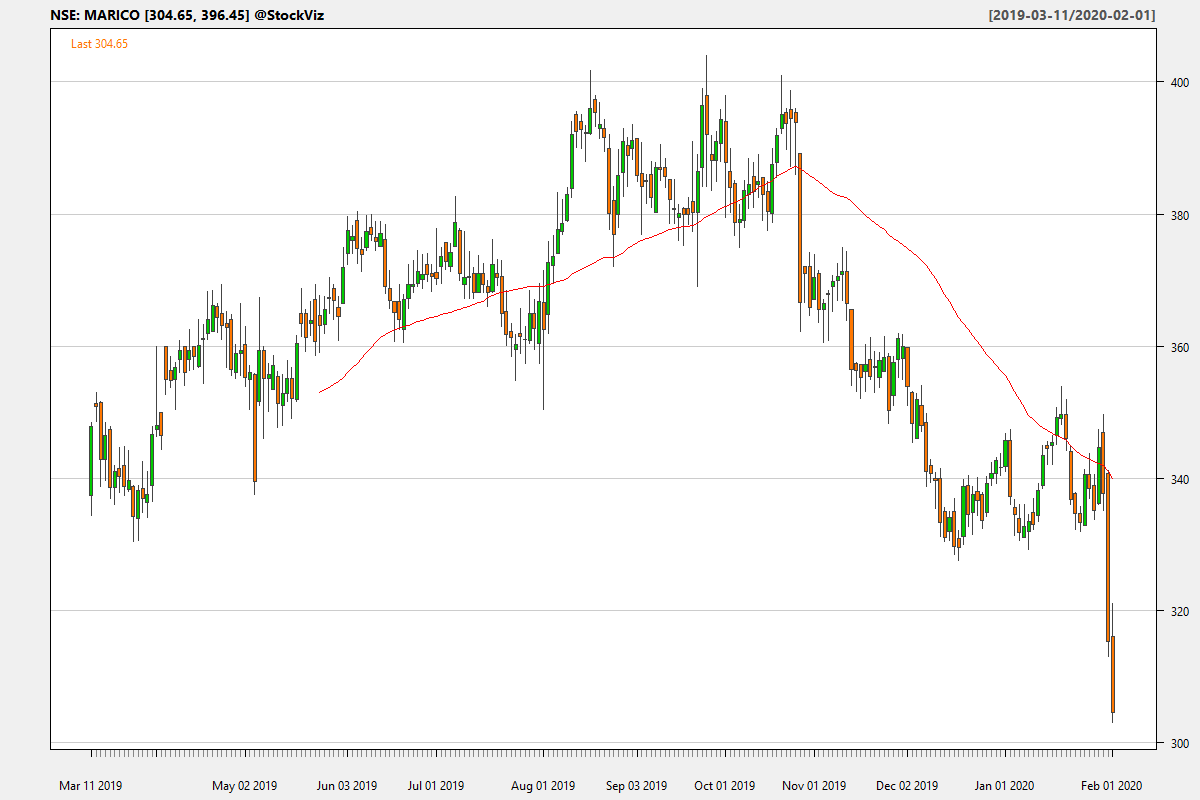 NSE: MARICO [304.65, 396.45] @StockViz [2019-03-11/2020-02-01]
Last 304.65
400
380
360
340
320
300
Mar 11 2019 May 02 2019 Jun 03 2019 Jul 01 2019 Aug 01 2019 Sep 03 2019 Oct 01 2019 Nov 01 2019 Dec 02 2019 Jan 01 2020 Feb 01 2020